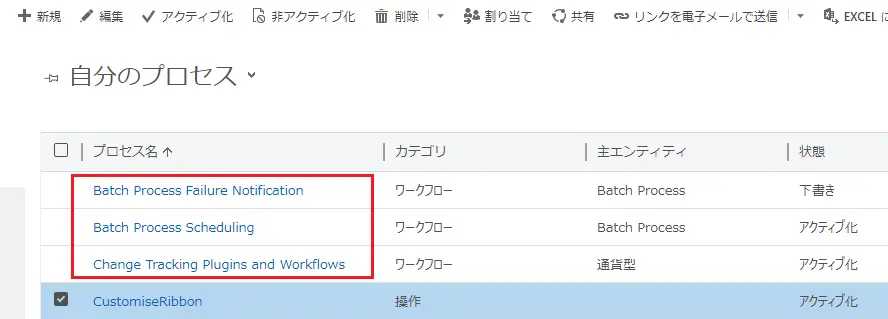 新規 編集 アクティブ化 非アクティブ化 削除 割り当て 共有 リンクを電子メールで送信 EXCEL に
自分のプロセス
プロセス名 カテゴリ 主エンティティ 状態
Batch Process Failure Notification ワークフロー Batch Process 下書き
Batch Process Scheduling ワークフロー Batch Process アクティブ化
Change Tracking Plugins and Workflows ワークフロー 通貨型 アクティブ化
CustomiseRibbon 操作 アクティブ化